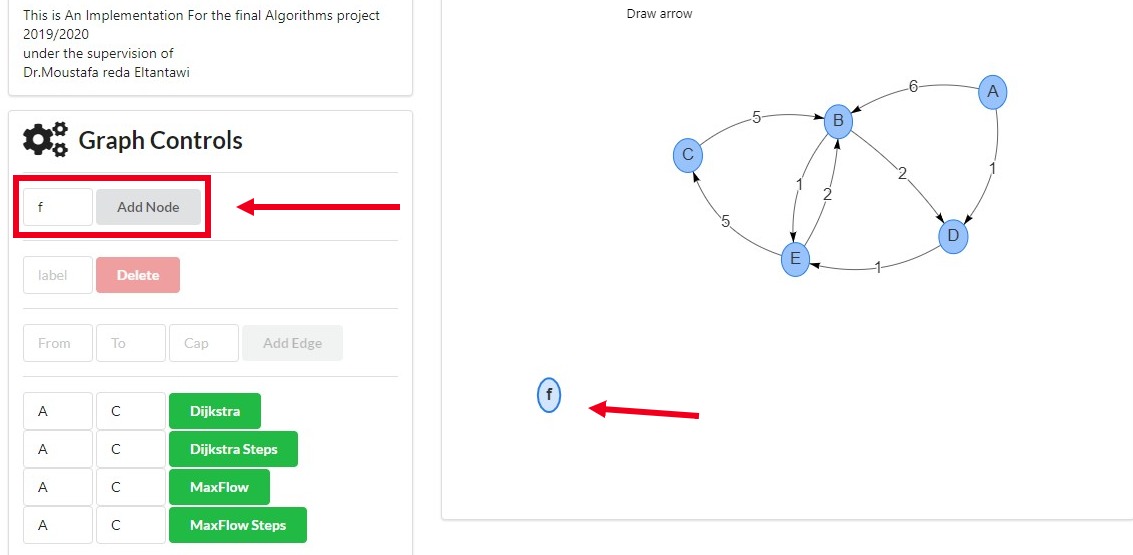 This is An Implementation For the final Algorithms project
2019/2020
under the supervision of
Dr.Moustafa reda Eltantawi
Graph Controls
f Add Node
label Delete
From To Cap Add Edge
A C Dijkstra
A C Dijkstra Steps
A C MaxFlow
A C MaxFlow Steps
Draw arrow
6 A
5 B
C
2 1
1 2
5
D
E
1
f